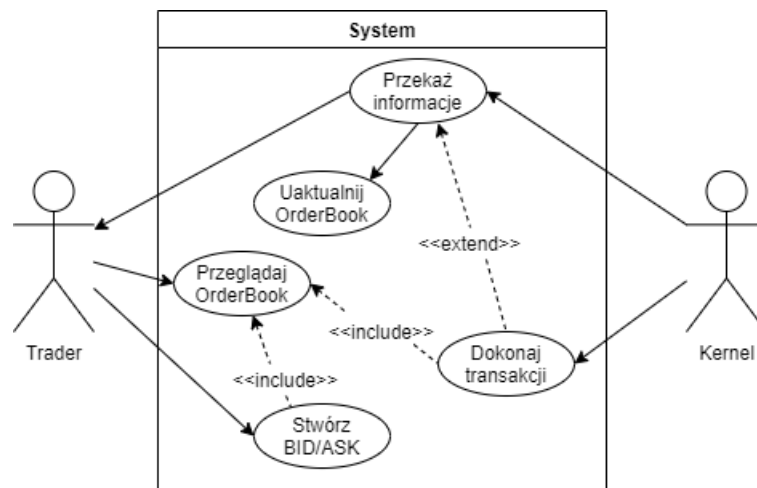 System
Przekaż
informacje
Uaktualnij
OrderBook
<<extend>>
Przeglądaj
OrderBook
<<include>>
Dokonaj
transakcji
Trader
Kernel
<<include>>
Stwórz
BID/ASK